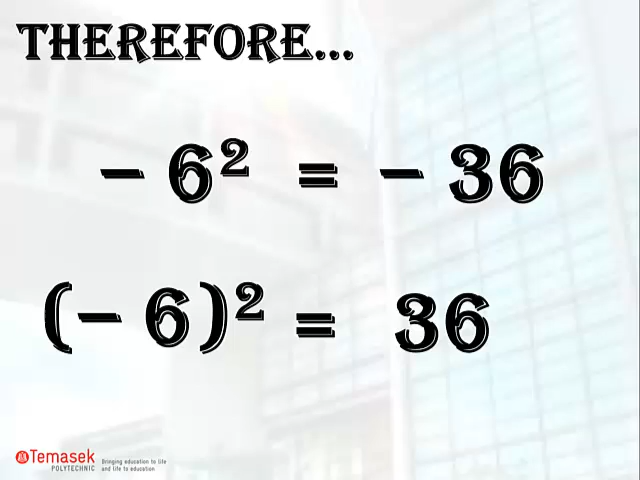 THEREFORE...
– 6² = – 36
(– 6)² = 36
Temasek
POLYTECHNIC
Bringing education to life
and life to education